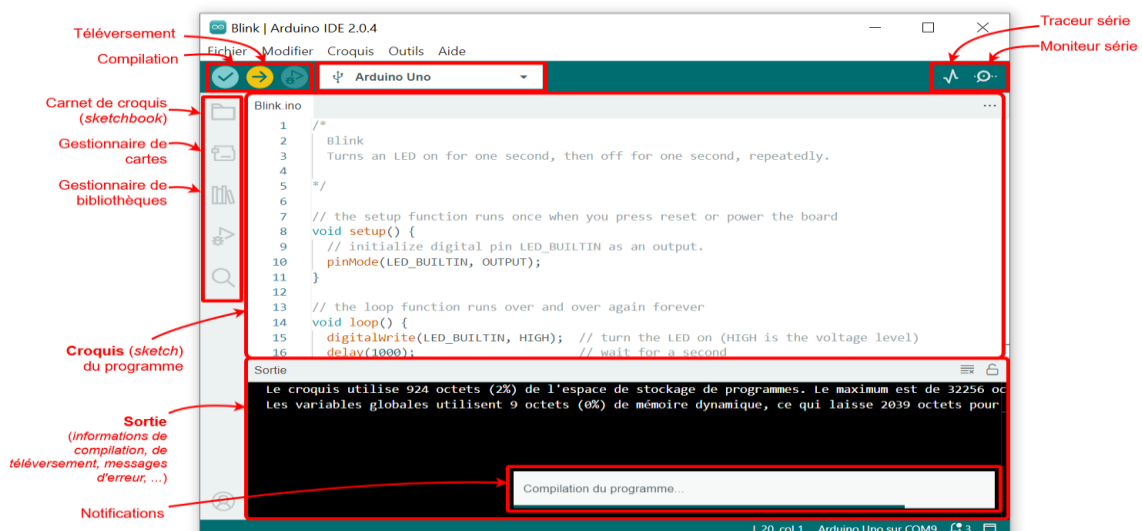 Blink | Arduino IDE 2.0.4
Téléversement
Traceur série
Fichier Modifier Croquis Outils Aide
Compilation
Moniteur série
Arduino Uno
Carnet de croquis
(sketchbook)
Gestionnaire de
cartes
Gestionnaire de
bibliothèques
Blink.ino
1 /*
2 Blink
3 Turns an LED on for one second, then off for one second, repeatedly.
4
5 */
6
7 // the setup function runs once when you press reset or power the board
8 void setup() {
9 // initialize digital pin LED_BUILTIN as an output.
10 pinMode(LED_BUILTIN, OUTPUT);
11 }
12
13 // the loop function runs over and over again forever
14 void loop() {
15 digitalWrite(LED_BUILTIN, HIGH); // turn the LED on (HIGH is the voltage level)
16 delay(1000); // wait for a second
Croquis (sketch)
du programme
Sortie
Le croquis utilise 924 octets (2%) de l'espace de stockage de programmes. Le maximum est de 32256 oc
Les variables globales utilisent 9 octets (0%) de mémoire dynamique, ce qui laisse 2039 octets pour
Sortie
(informations de
compilation, de
téléversement, messages
d'erreur, ...)
Compilation du programme...
Notifications
L 20, col 1 Arduino Uno sur COM9 3